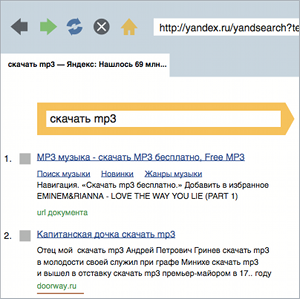 http://yandex.ru/yandsearch?te
скачать mp3 — Яндекс: Нашлось 69 млн...
скачать mp3
1. MP3 музыка - скачать MP3 бесплатно, Free MP3
Поиск музыки Новинки Жанры музыки
Навигация. «Скачать mp3 бесплатно.» Добавить в избранное
EMINEM&RIANNA - LOVE THE WAY YOU LIE (PART 1)
url документа
2. Капитанская дочка скачать mp3
Отец мой скачать mp3 Андрей Петрович Гринев скачать mp3
в молодости своей служил при графе Минихе скачать mp3
и вышел в отставку скачать mp3 премьер-майором в 17.. году
doorway.ru